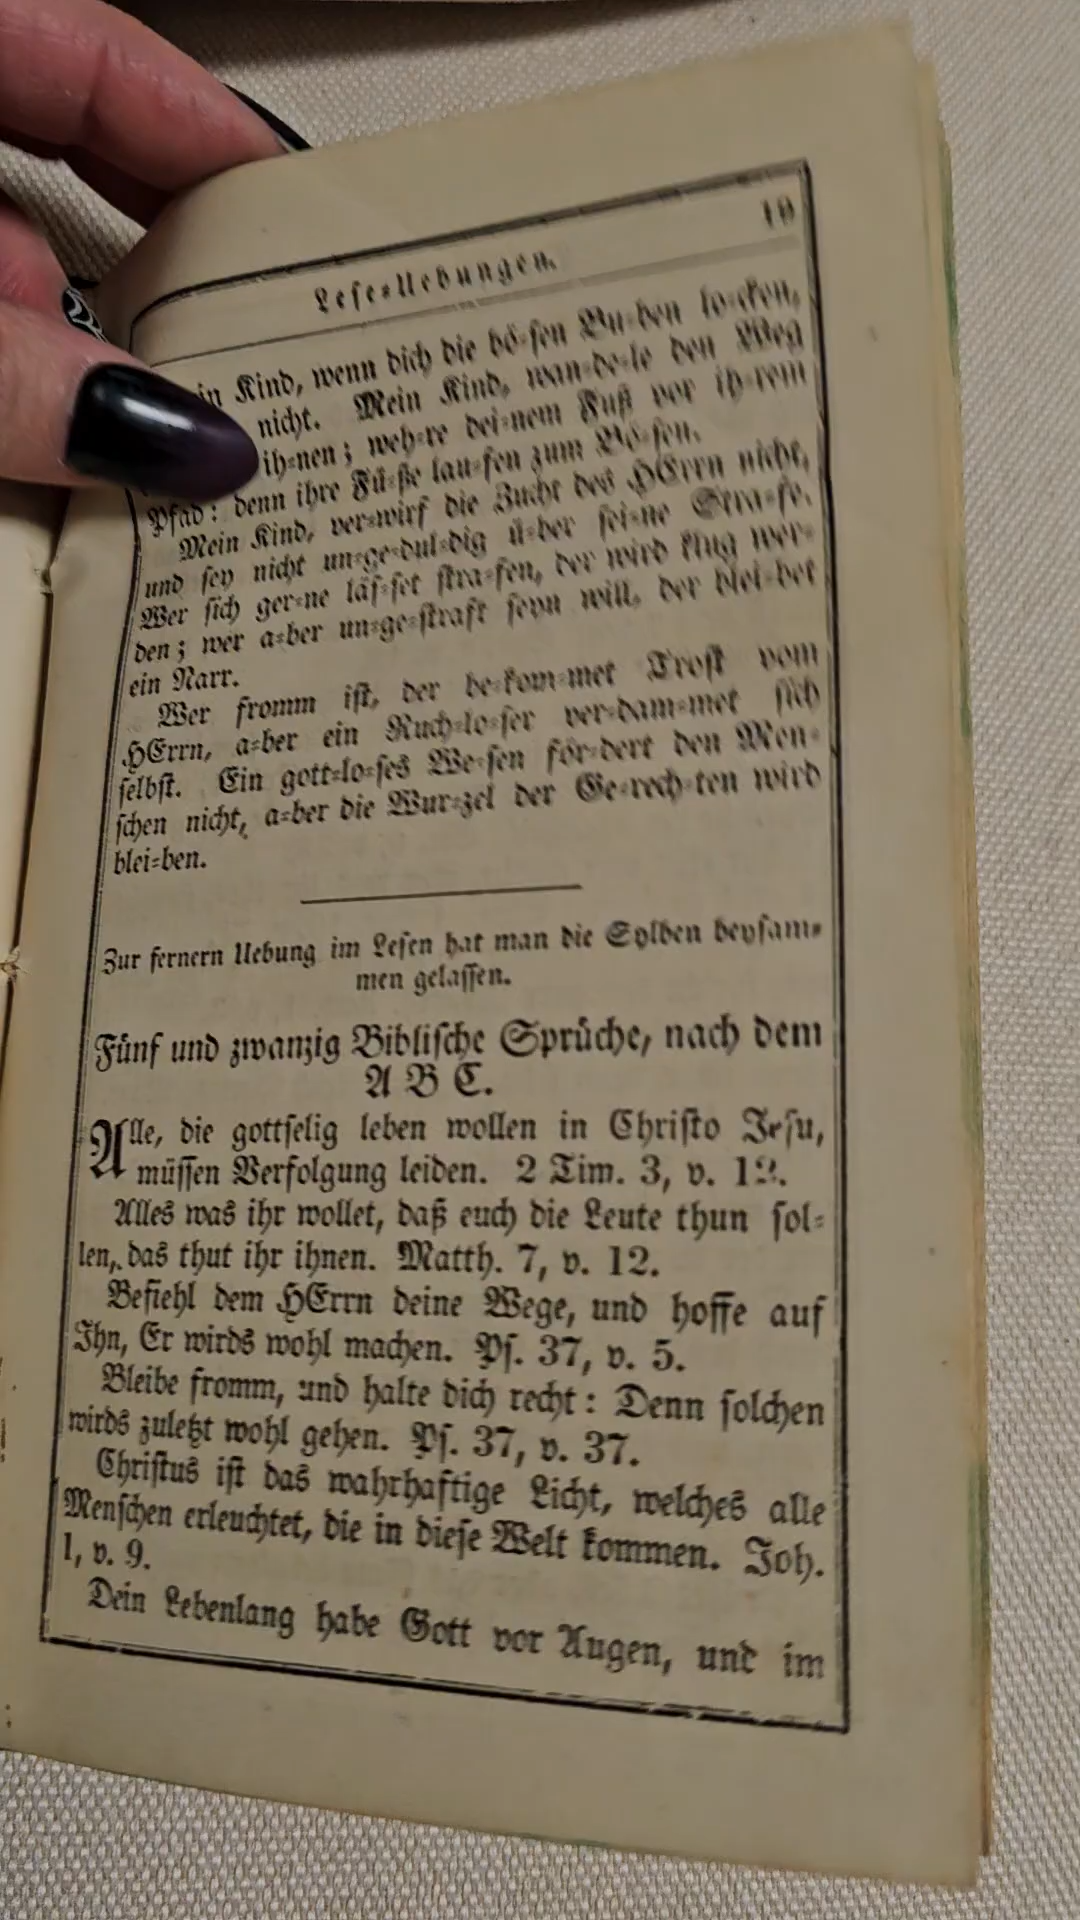 19
Lese=Uebungen.
Kind, wenn dich die bö=sen Bu=ben lo=cken,
nicht. Mein Kind, wan=de=le den Weg
ih=nen; weh=re dei=nem Fuß vor ih=rem
Pfad: denn ihre Fü=ße lau=fen zum Bö=sen.
Mein Kind, ver=wirf die Zucht des HErrn nicht,
und sey nicht un=ge=dul=dig ü=ber sei=ne Stra=fe.
Wer sich ger=ne läs=set stra=fen, der wird klug wer=
den; wer a=ber un=ge=straft seyn will, der blei=bet
ein Narr.
Wer fromm ist, der be=kom=met Trost vom
HErrn, a=ber ein Ruch=lo=ser ver=dam=met sich
selbst. Ein gott=lo=ses We=sen för=dert den Men=
schen nicht, a=ber die Wur=zel der Ge=rech=ten wird
blei=ben.
Zur fernern Uebung im Lesen hat man die Sylben beysam=
men gelassen.
Fünf und zwanzig Biblische Sprüche, nach dem
A B C.
Alle, die gottselig leben wollen in Christo Jesu,
müssen Verfolgung leiden. 2 Tim. 3, v. 12.
Alles was ihr wollet, daß euch die Leute thun sol=
len, das thut ihr ihnen. Matth. 7, v. 12.
Befiehl dem HErrn deine Wege, und hoffe auf
Ihn, Er wirds wohl machen. Ps. 37, v. 5.
Bleibe fromm, und halte dich recht: Denn solchen
wirds zuletzt wohl gehen. Ps. 37, v. 37.
Christus ist das wahrhaftige Licht, welches alle
Menschen erleuchtet, die in diese Welt kommen. Joh.
1, v. 9.
Dein Lebenlang habe Gott vor Augen, und im